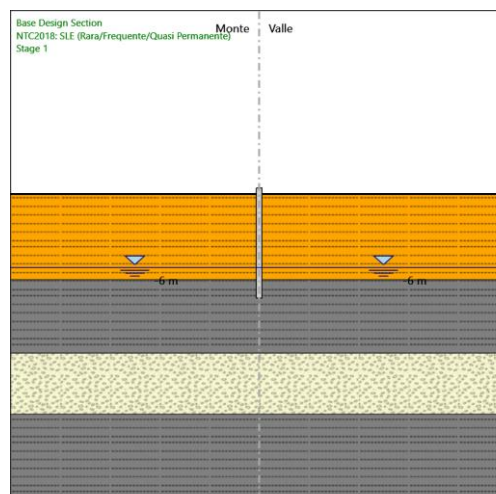 Base Design Section
NTC2018: SLE (Rara/Frequente/Quasi Permanente)
Stage 1
Monte Valle
-6 m -6 m